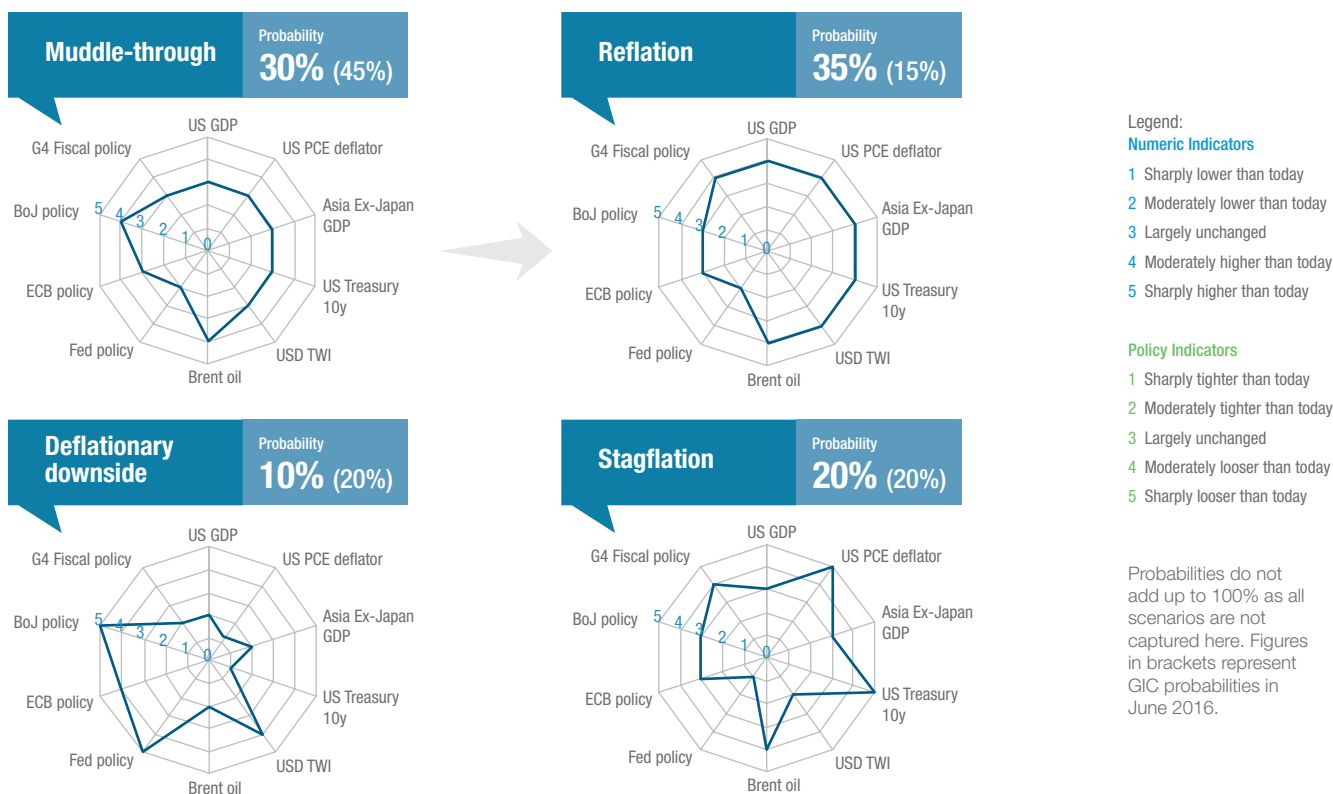 Muddle-through
Probability
30% (45%)
US GDP
G4 Fiscal policy
US PCE deflator
BoJ policy
Asia Ex-Japan
GDP
5 4 3 2 1 0
ECB policy
US Treasury
10y
Fed policy
USD TWI
Brent oil
Reflation
Probability
35% (15%)
US GDP
G4 Fiscal policy
US PCE deflator
BoJ policy
Asia Ex-Japan
GDP
5 4 3 2 1 0
ECB policy
US Treasury
10y
Fed policy
USD TWI
Brent oil
Deflationary
downside
Probability
10% (20%)
US GDP
G4 Fiscal policy
US PCE deflator
BoJ policy
Asia Ex-Japan
GDP
5 4 3 2 1 0
ECB policy
US Treasury
10y
Fed policy
USD TWI
Brent oil
Stagflation
Probability
20% (20%)
US GDP
G4 Fiscal policy
US PCE deflator
BoJ policy
Asia Ex-Japan
GDP
5 4 3 2 1 0
ECB policy
US Treasury
10y
Fed policy
USD TWI
Brent oil
Legend:
Numeric Indicators
1 Sharply lower than today
2 Moderately lower than today
3 Largely unchanged
4 Moderately higher than today
5 Sharply higher than today
Policy Indicators
1 Sharply tighter than today
2 Moderately tighter than today
3 Largely unchanged
4 Moderately looser than today
5 Sharply looser than today
Probabilities do not
add up to 100% as all
scenarios are not
captured here. Figures
in brackets represent
GIC probabilities in
June 2016.